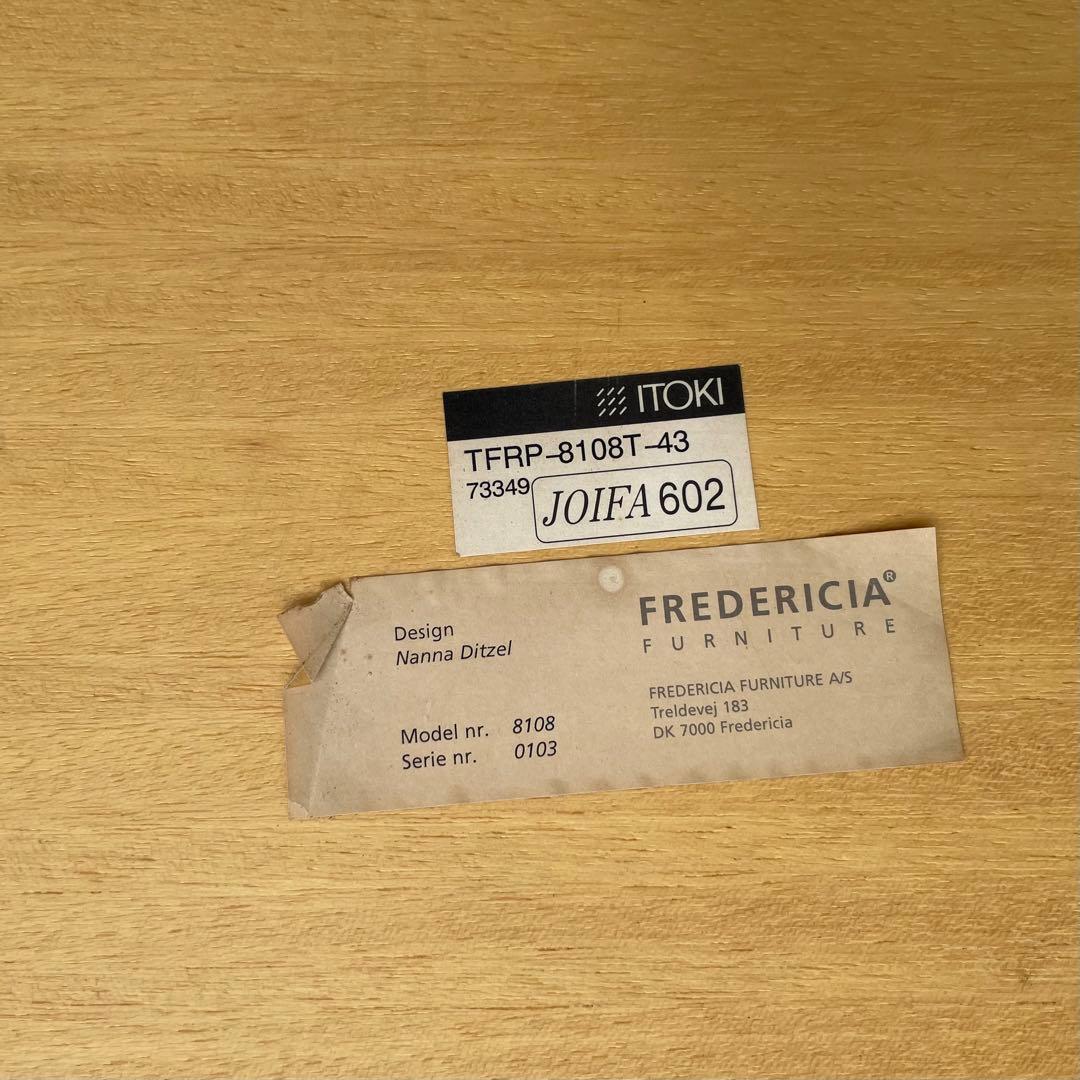 ITOKI
TFRP-8108T-43
73349 JOIFA 602
FREDERICIA®
FURNITURE
Design
Nanna Ditzel
FREDERICIA FURNITURE A/S
Treldevej 183
DK 7000 Fredericia
Model nr. 8108
Serie nr. 0103